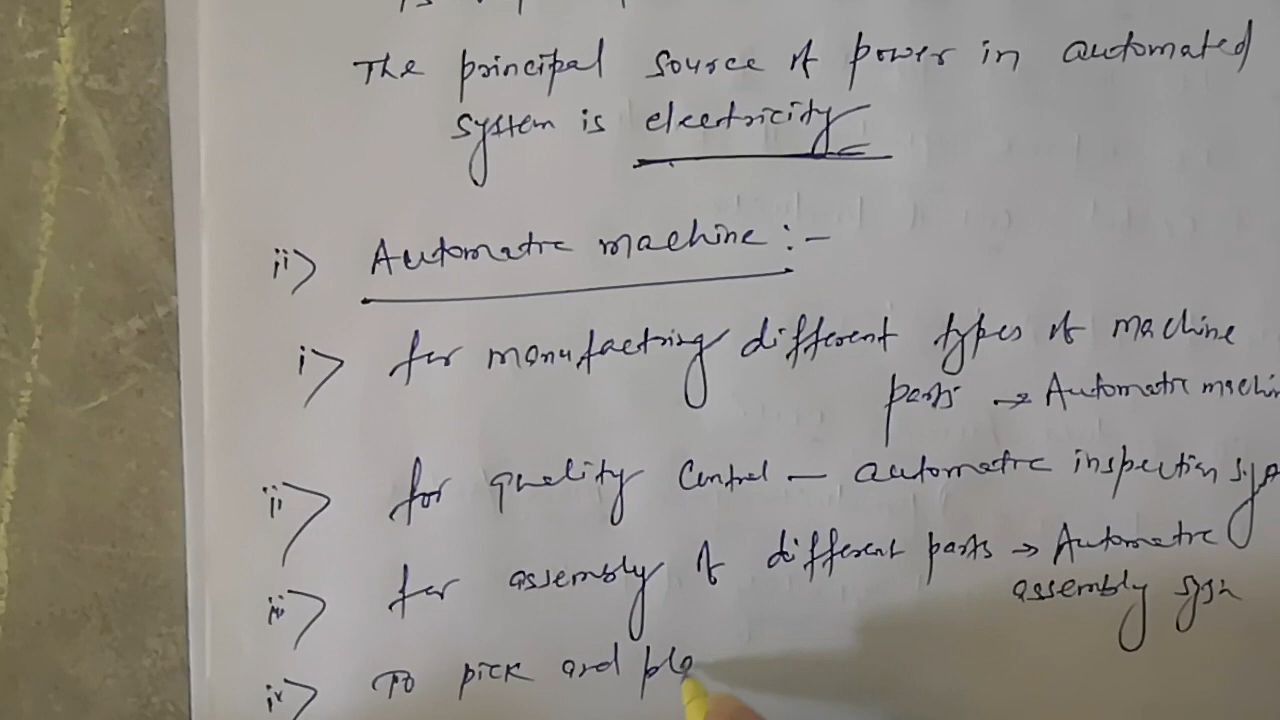 The principal source of power in automated
system is electricity
ii> Automatic machine :-
i> for manufactring different types of machine
parts → Automatic machin
ii> for quality Control - automatic inspection sys
iii> for assembly of different parts → Automatic
assembly sys
iv> To pick and pla